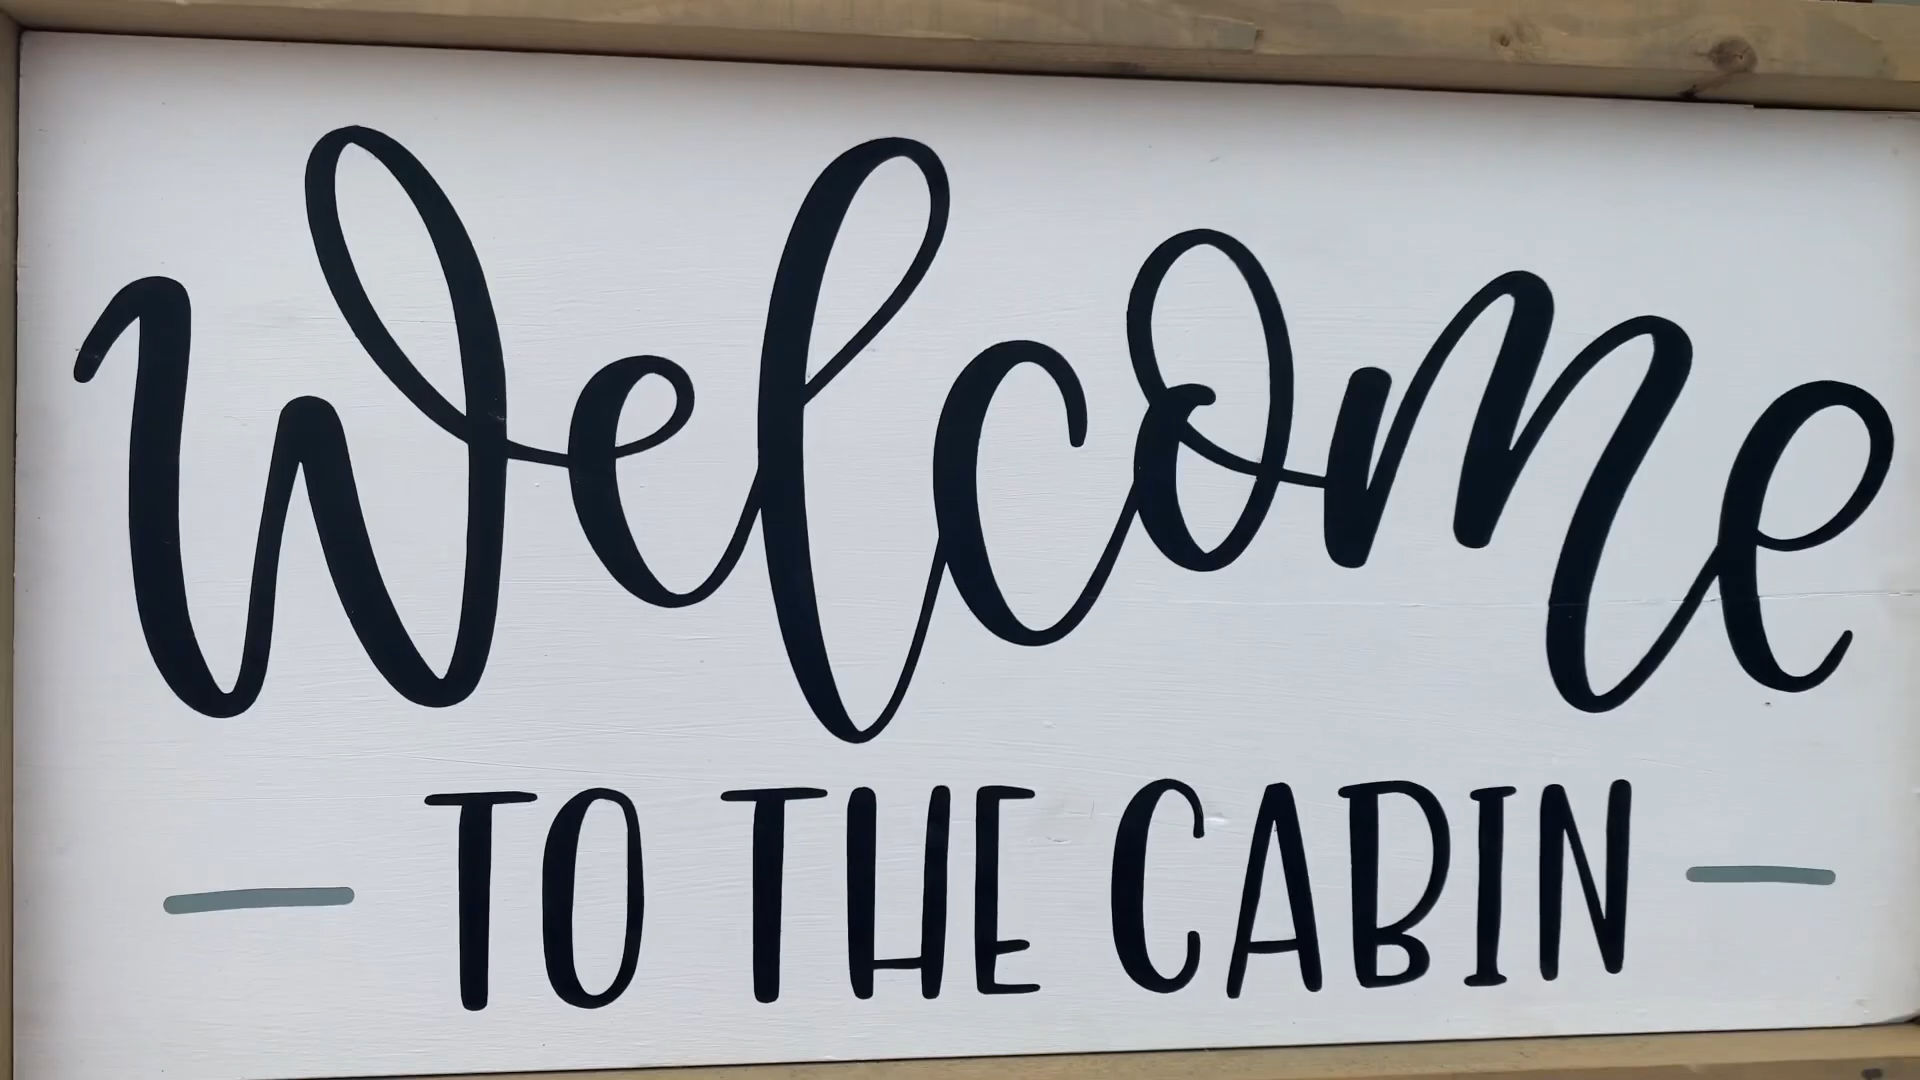 Welcome
— TO THE CABIN —